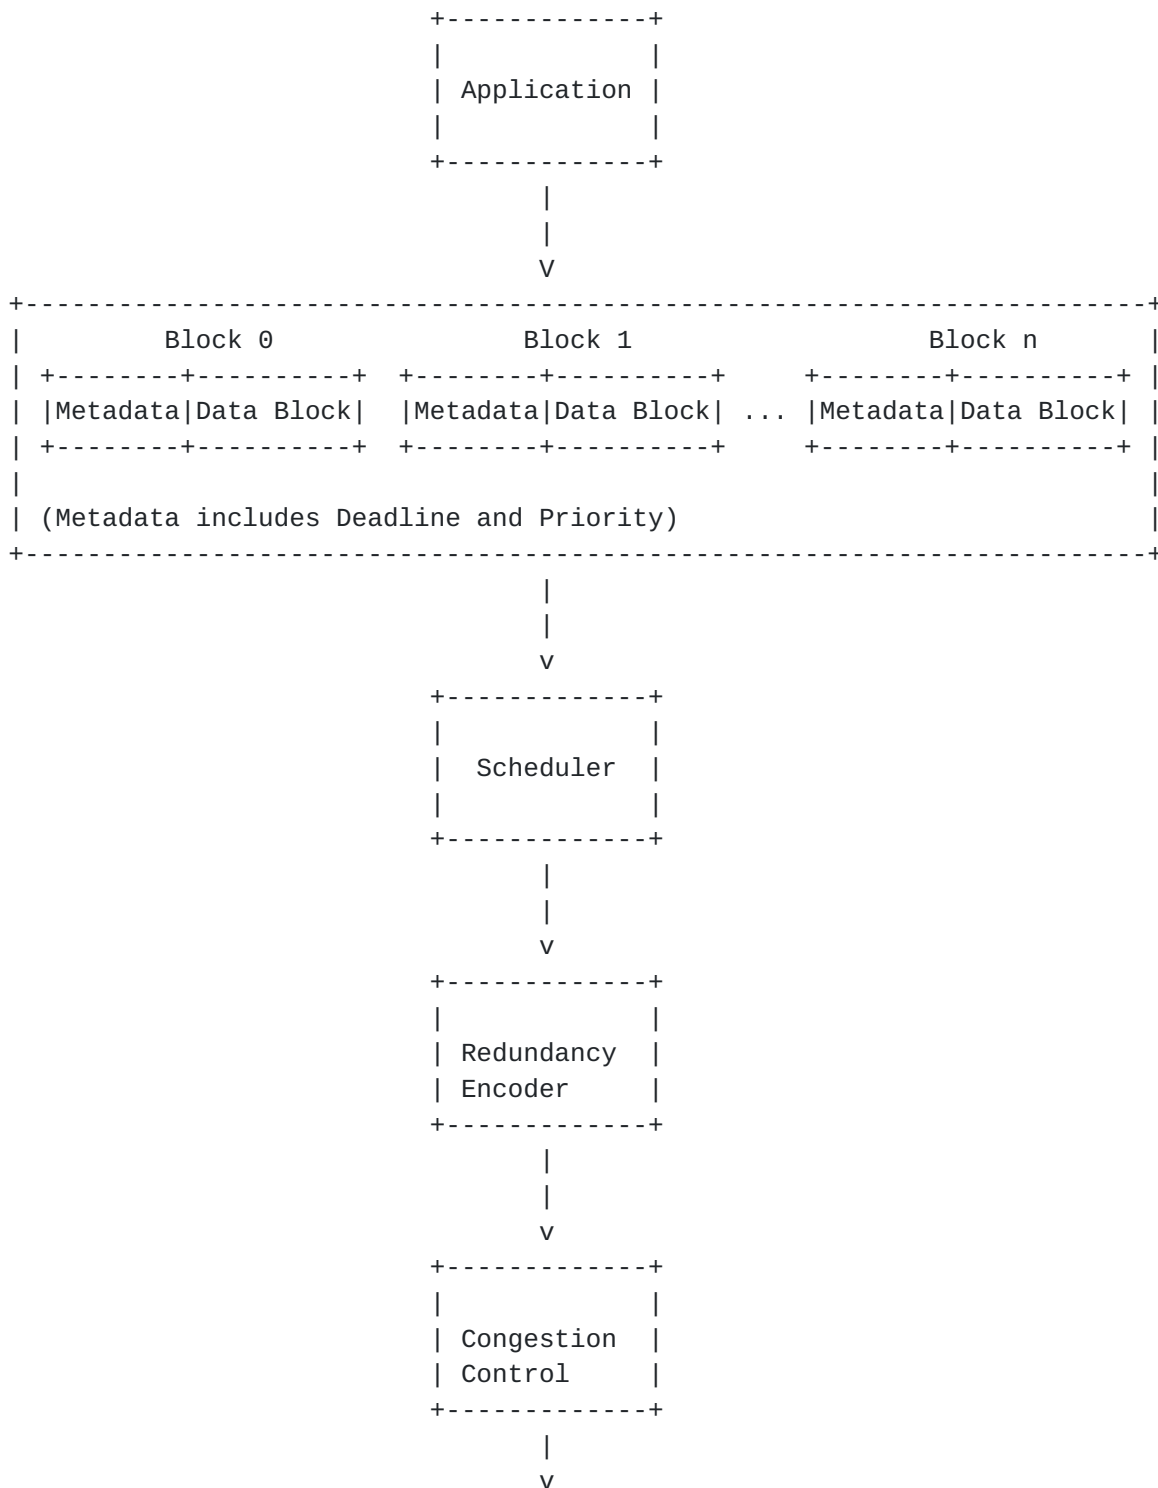 +-------------+
|             |
| Application |
|             |
+-------------+
|
|
V
+------------------------------------------------------------------------+
|         Block 0                Block 1                   Block n       |
| +--------+----------+  +--------+----------+     +--------+----------+ |
| |Metadata|Data Block|  |Metadata|Data Block| ... |Metadata|Data Block| |
| +--------+----------+  +--------+----------+     +--------+----------+ |
|                                                                        |
| (Metadata includes Deadline and Priority)                              |
+------------------------------------------------------------------------+
|
|
v
+-------------+
|             |
|  Scheduler  |
|             |
+-------------+
|
|
v
+-------------+
|             |
| Redundancy  |
| Encoder     |
+-------------+
|
|
v
+-------------+
|             |
| Congestion  |
| Control     |
+-------------+
|
v